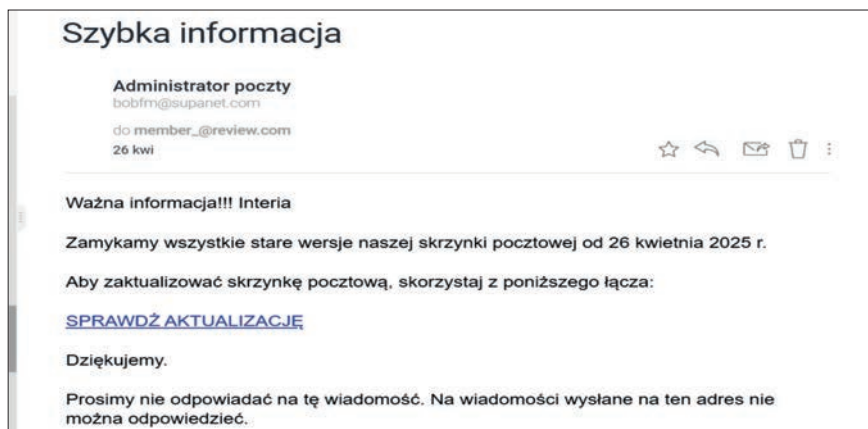 Szybka informacja
Administrator poczty
bobfm@supanet.com
do member_@review.com
26 kwi
Ważna informacja!!! Interia
Zamykamy wszystkie stare wersje naszej skrzynki pocztowej od 26 kwietnia 2025 r.
Aby zaktualizować skrzynkę pocztową, skorzystaj z poniższego łącza:
SPRAWDŹ AKTUALIZACJĘ
Dziękujemy.
Prosimy nie odpowiadać na tę wiadomość. Na wiadomości wysłane na ten adres nie
można odpowiedzieć.